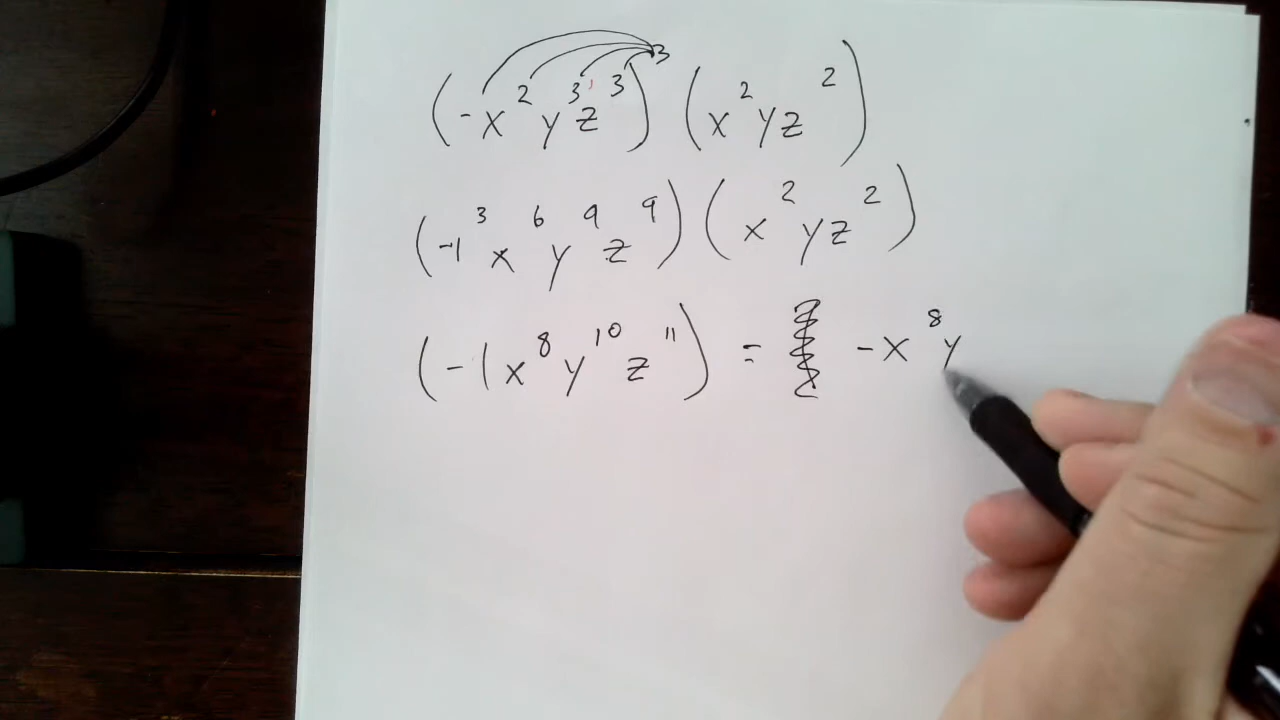 (-x²y³z³)³ (x²yz²)
(-1³x⁶y⁹z⁹)(x²yz²)
(-1x⁸y¹⁰z¹¹) = -x⁸y